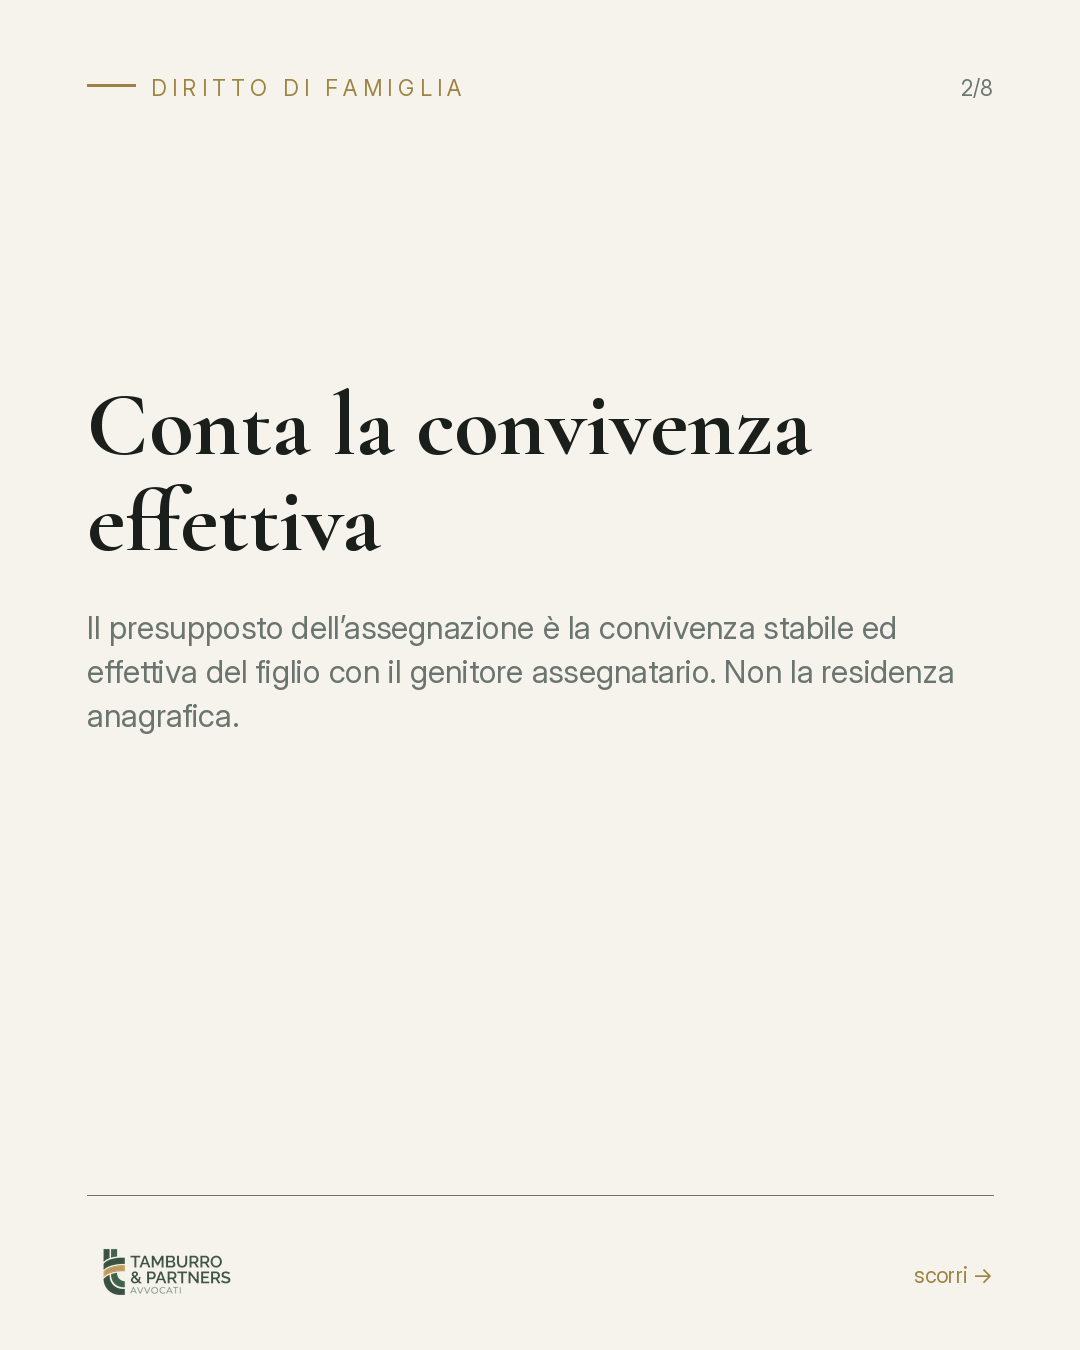 DIRITTO DI FAMIGLIA
2/8
Conta la convivenza
effettiva
Il presupposto dell’assegnazione è la convivenza stabile ed
effettiva del figlio con il genitore assegnatario. Non la residenza
anagrafica.
TAMBURRO
& PARTNERS
AVVOCATI
scorri →